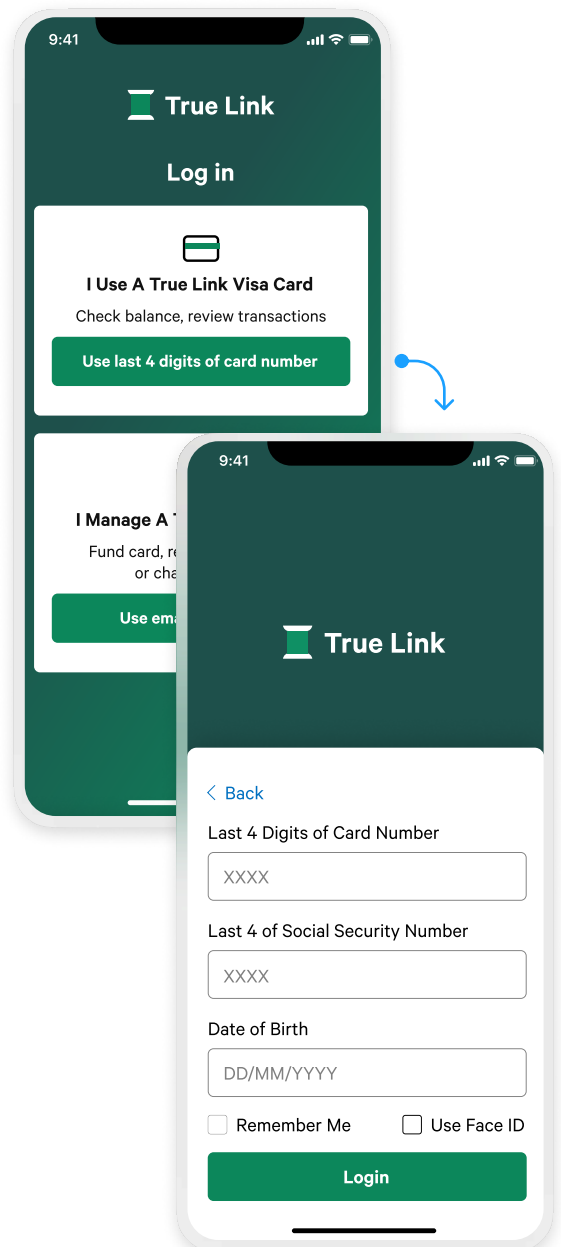 9:41
True Link
Log in
I Use A True Link Visa Card
Check balance, review transactions
Use last 4 digits of card number
I Manage A
Fund card,
or
Use
9:41
True Link
Back
Last 4 Digits of Card Number
XXXX
Last 4 of Social Security Number
XXXX
Date of Birth
DD/MM/YYYY
Remember Me
Use Face ID
Login